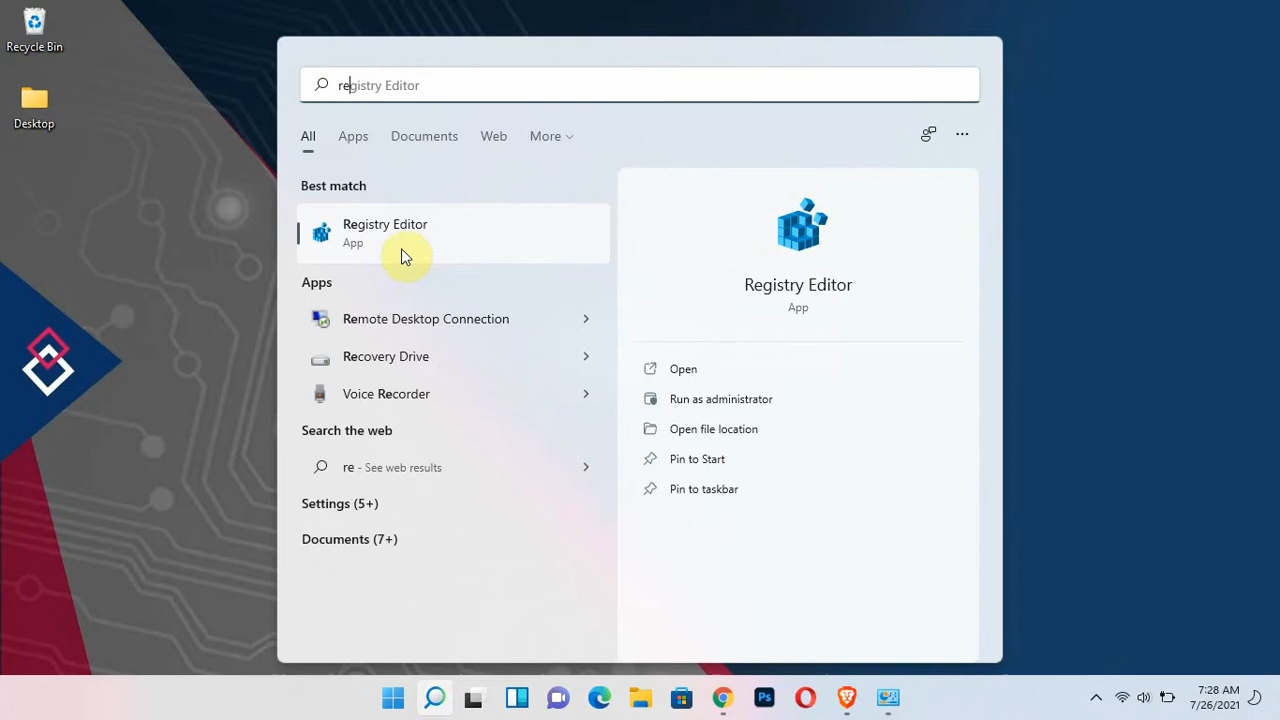 Recycle Bin
Desktop
registry Editor
All Apps Documents Web More
Best match
Registry Editor
App
Apps
Remote Desktop Connection
Recovery Drive
Voice Recorder
Search the web
re - See web results
Settings (5+)
Documents (7+)
Registry Editor
App
Open
Run as administrator
Open file location
Pin to Start
Pin to taskbar
Ps
7:28 AM
7/26/2021